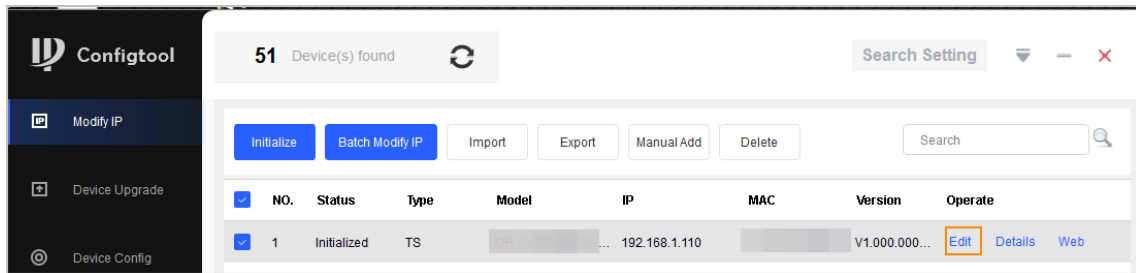 Configtool
51 Device(s) found
Search Setting
Modify IP
Initialize Batch Modify IP Import Export Manual Add Delete Search
Device Upgrade
NO. Status Type Model IP MAC Version Operate
1 Initialized TS 192.168.1.110 V1.000.000... Edit Details Web
Device Config